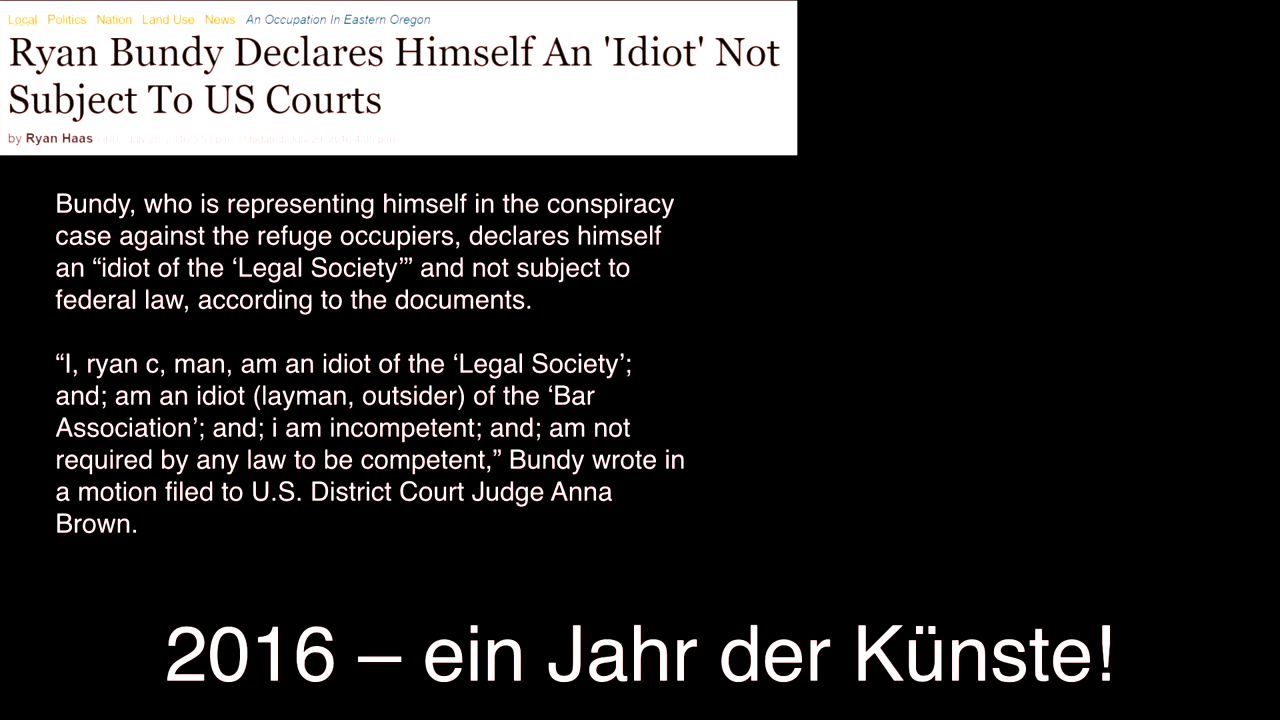 Local Politics Nation Land Use News An Occupation In Eastern Oregon
Ryan Bundy Declares Himself An 'Idiot' Not
Subject To US Courts
by Ryan Haas
Bundy, who is representing himself in the conspiracy
case against the refuge occupiers, declares himself
an “idiot of the ‘Legal Society’” and not subject to
federal law, according to the documents.
“I, ryan c, man, am an idiot of the ‘Legal Society’;
and; am an idiot (layman, outsider) of the ‘Bar
Association’; and; i am incompetent; and; am not
required by any law to be competent,” Bundy wrote in
a motion filed to U.S. District Court Judge Anna
Brown.
2016 – ein Jahr der Künste!